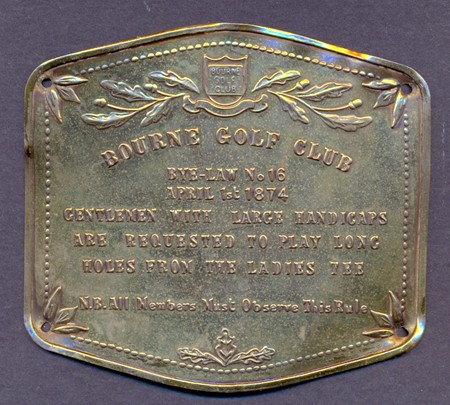 BOURNE
GOLF
CLUB
BOURNE GOLF CLUB
BYE-LAW No 16
APRIL 1st 1874
GENTLEMEN WITH LARGE HANDICAPS
ARE REQUESTED TO PLAY LONG
HOLES FROM THE LADIES TEE
N.B. All Members Must Observe This Rule